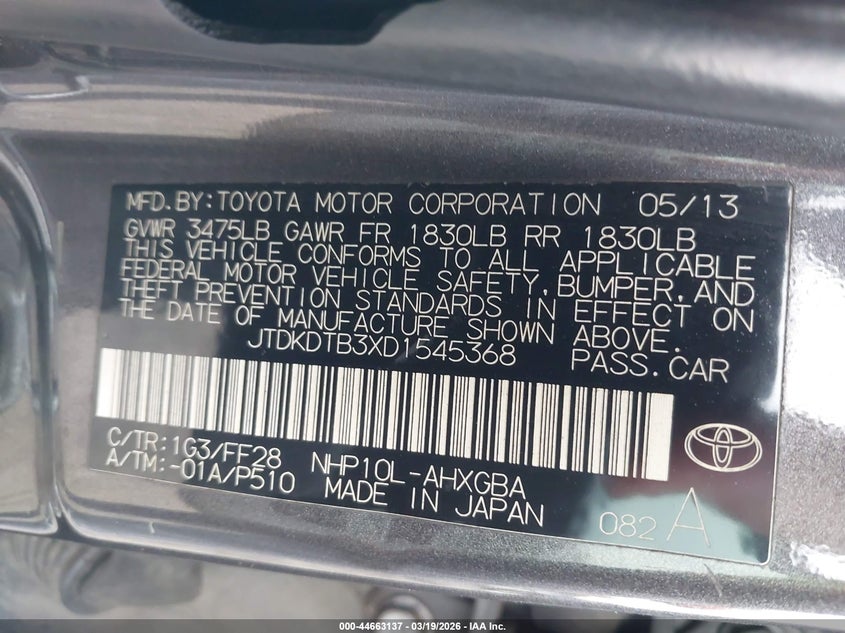 MFD.BY:TOYOTA MOTOR CORPORATION 05/13
GVWR 3475LB GAWR FR 1830LB RR 1830LB
THIS VEHICLE CONFORMS TO ALL APPLICABLE
FEDERAL MOTOR VEHICLE SAFETY,BUMPER,AND
THEFT PREVENTION STANDARDS IN EFFECT ON
THE DATE OF MANUFACTURE SHOWN ABOVE.
JTDKDTB3XD1545368 PASS.CAR
C/TR:1G3/FF28 NHP10L-AHXGBA
A/TM:-01A/P510 MADE IN JAPAN
082 A
000-44663137 - 03/19/2026 - IAA Inc.